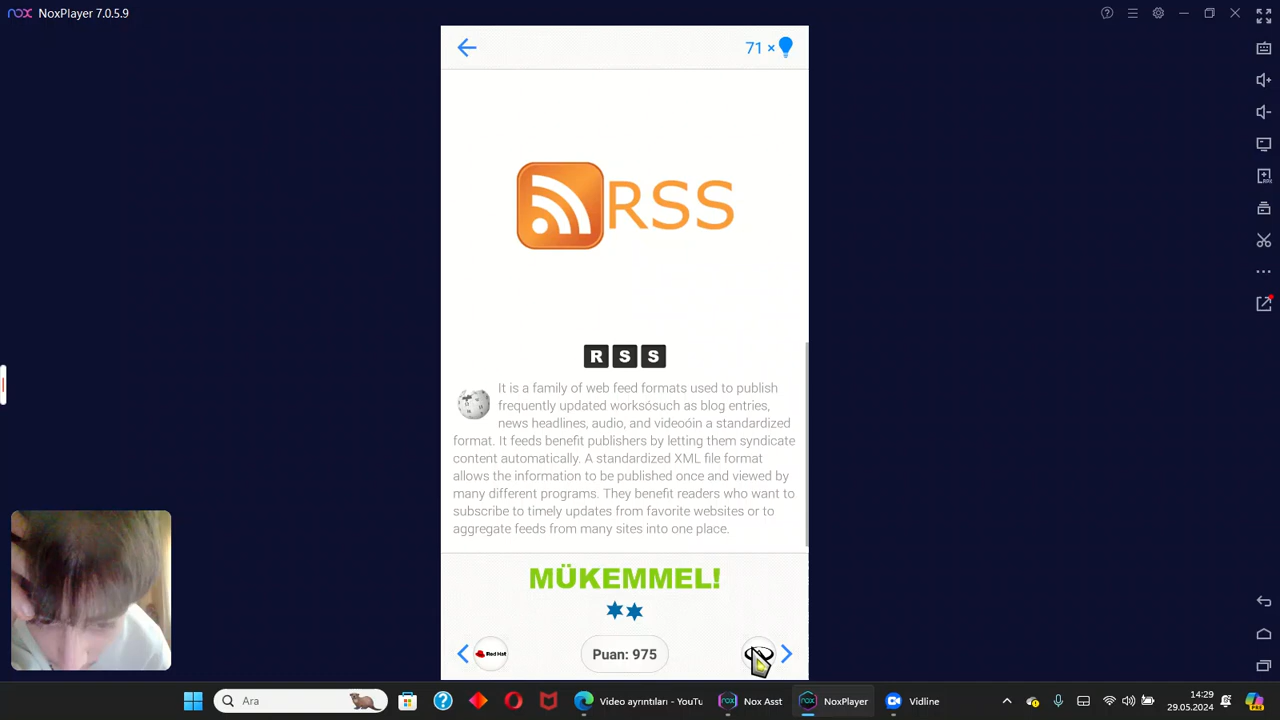 NoxPlayer 7.0.5.9
71 ×
RSS
R S S
It is a family of web feed formats used to publish
frequently updated worksósuch as blog entries,
news headlines, audio, and videoóin a standardized
format. It feeds benefit publishers by letting them syndicate
content automatically. A standardized XML file format
allows the information to be published once and viewed by
many different programs. They benefit readers who want to
subscribe to timely updates from favorite websites or to
aggregate feeds from many sites into one place.
MÜKEMMEL!
Red Hat
Puan: 975
Ara
Video ayrıntıları - YouTu
Nox Asst
NoxPlayer
Vidline
14:29
29.05.2024